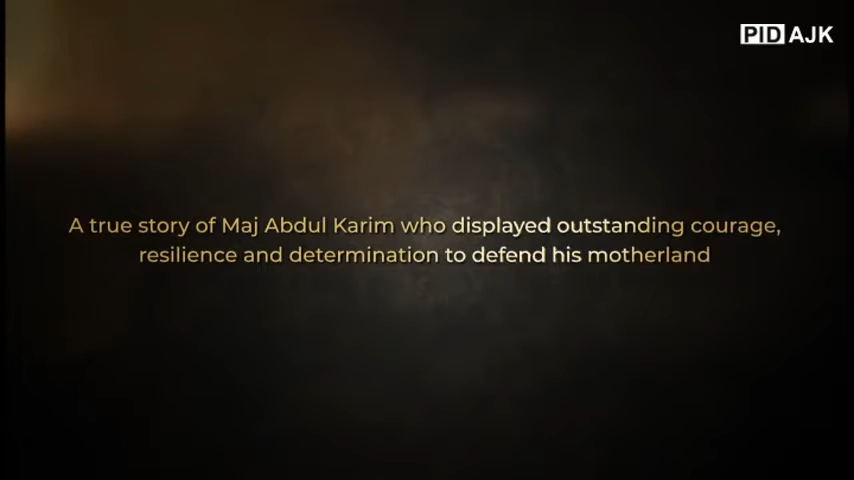 PID AJK
A true story of Maj Abdul Karim who displayed outstanding courage,
resilience and determination to defend his motherland